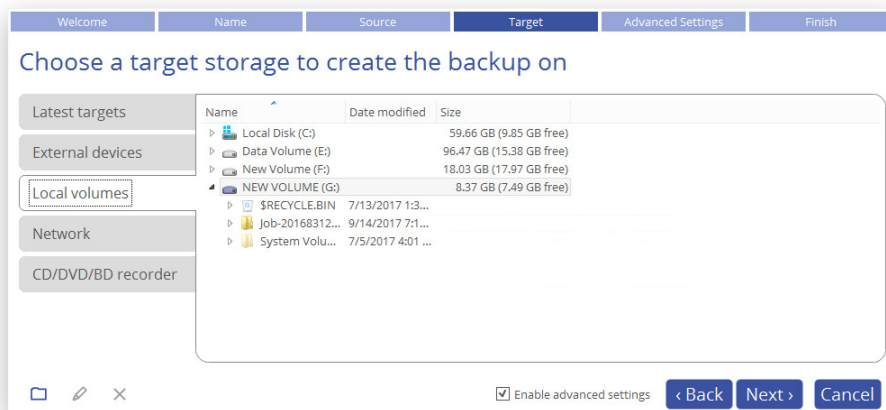 Welcome Name Source Target Advanced Settings Finish
Choose a target storage to create the backup on
Latest targets
External devices
Local volumes
Network
CD/DVD/BD recorder
Name Date modified Size
Local Disk (C:) 59.66 GB (9.85 GB free)
Data Volume (E:) 96.47 GB (15.38 GB free)
New Volume (F:) 18.03 GB (17.97 GB free)
NEW VOLUME (G:) 8.37 GB (7.49 GB free)
$RECYCLE.BIN 7/13/2017 1:3...
Job-20168312... 9/14/2017 7:1...
System Volu... 7/5/2017 4:01 ...
Enable advanced settings ‹ Back Next › Cancel